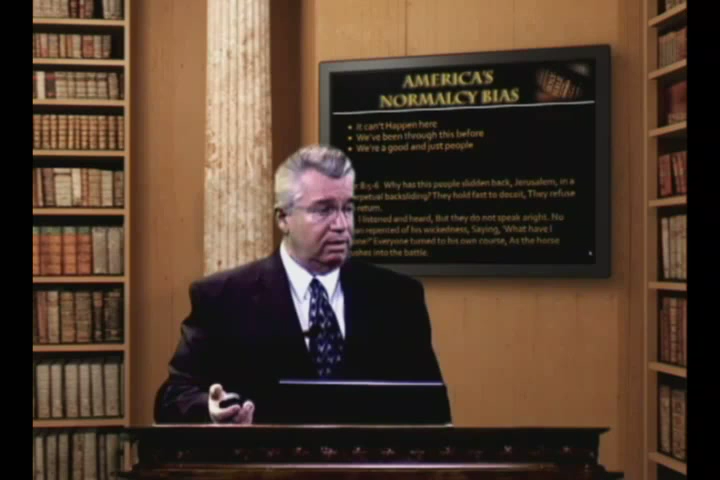 AMERICA'S
NORMALCY BIAS
It can't Happen here
We've been through this before
We're a good and just people
8:5-6 Why has this people slidden back, Jerusalem, in a
perpetual backsliding? They hold fast to deceit, They refuse
return.
I listened and heard, But they do not speak aright. No
repented of his wickedness, Saying, 'What have I
Everyone turned to his own course, As the horse
into the battle.